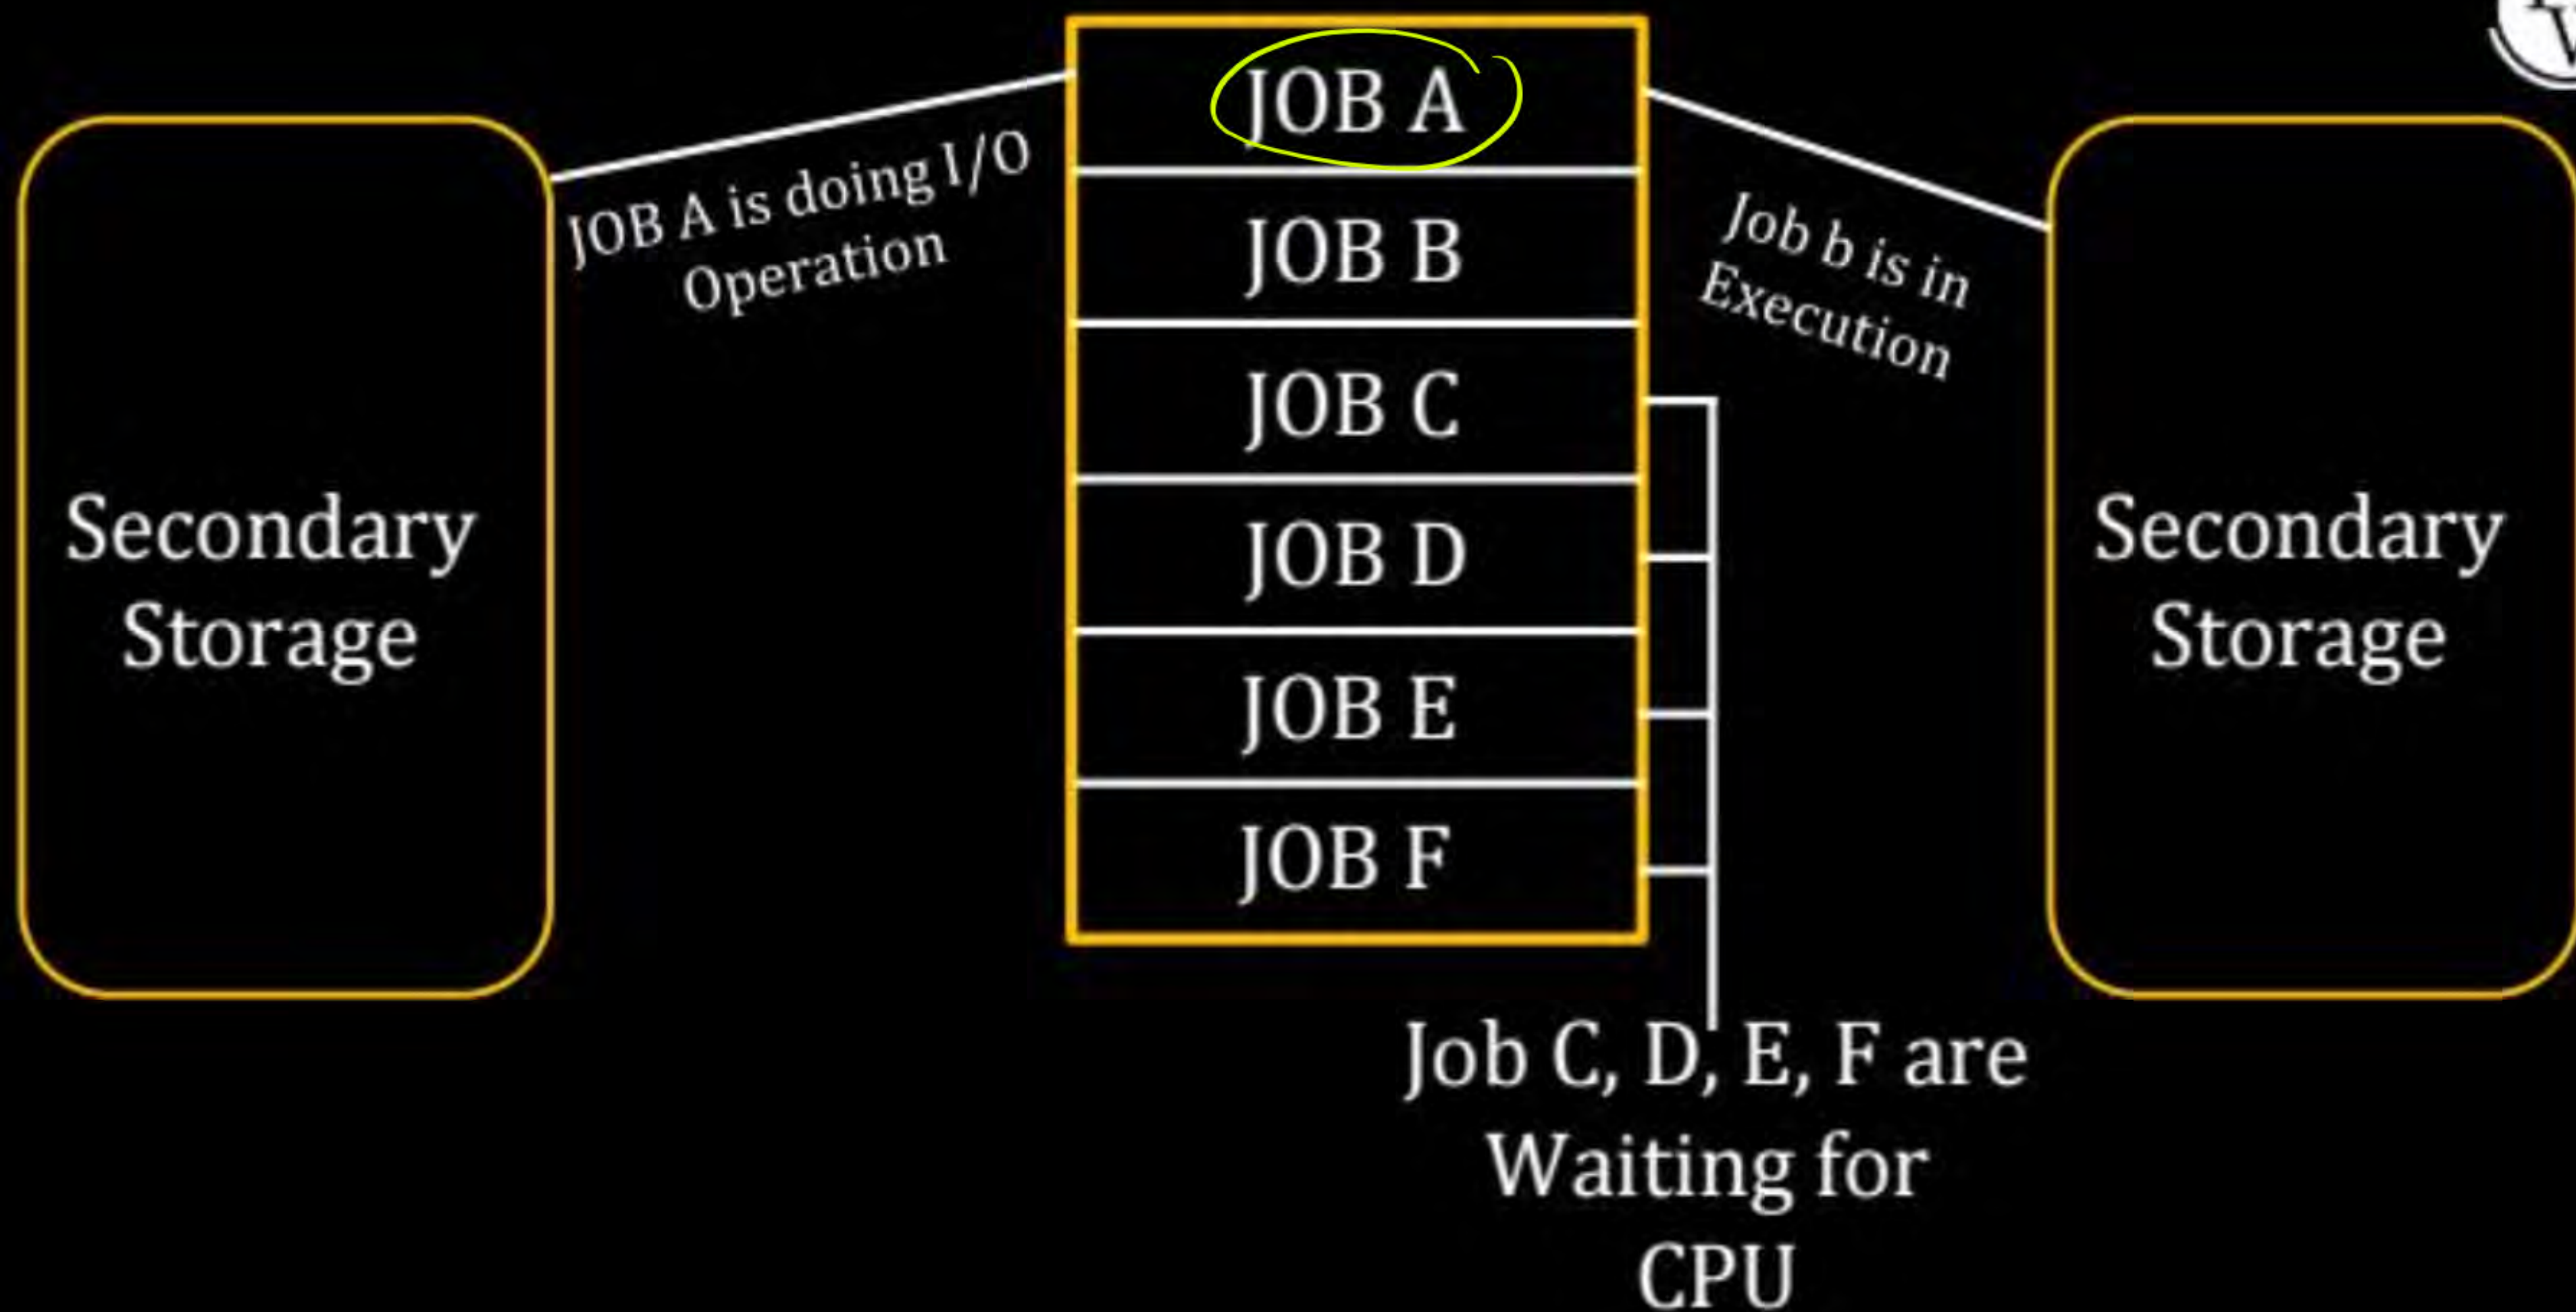 JOB A
JOB A is doing I/O
Operation
JOB B
Job b is in
Execution
JOB C
JOB D
JOB E
JOB F
Secondary
Storage
Secondary
Storage
Job C, D, E, F are
Waiting for
CPU